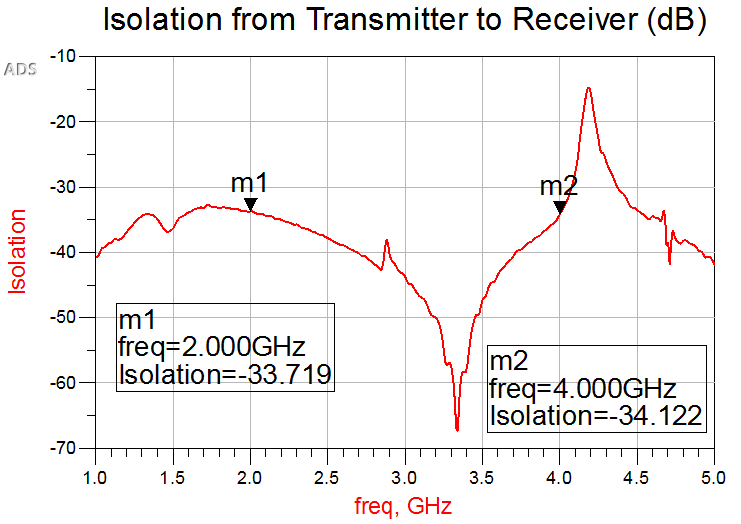 Isolation from Transmitter to Receiver (dB)
ADS
-10
-20
-30
-40
-50
-60
-70
Isolation
m1
m2
m1
freq=2.000GHz
Isolation=-33.719
m2
freq=4.000GHz
Isolation=-34.122
1.0 1.5 2.0 2.5 3.0 3.5 4.0 4.5 5.0
freq, GHz